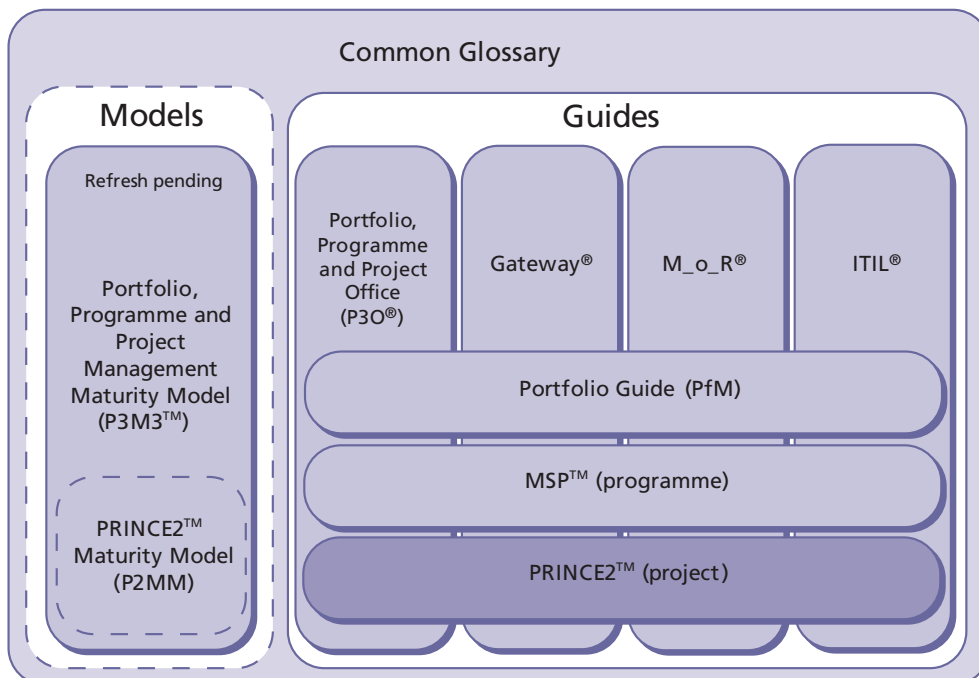 Common Glossary
Models
Refresh pending
Portfolio,
Programme and
Project
Management
Maturity Model
(P3M3™)
PRINCE2™
Maturity Model
(P2MM)
Guides
Portfolio,
Programme
and Project
Office
(P3O®)
Gateway®
M_o_R®
ITIL®
Portfolio Guide (PfM)
MSP™ (programme)
PRINCE2™ (project)